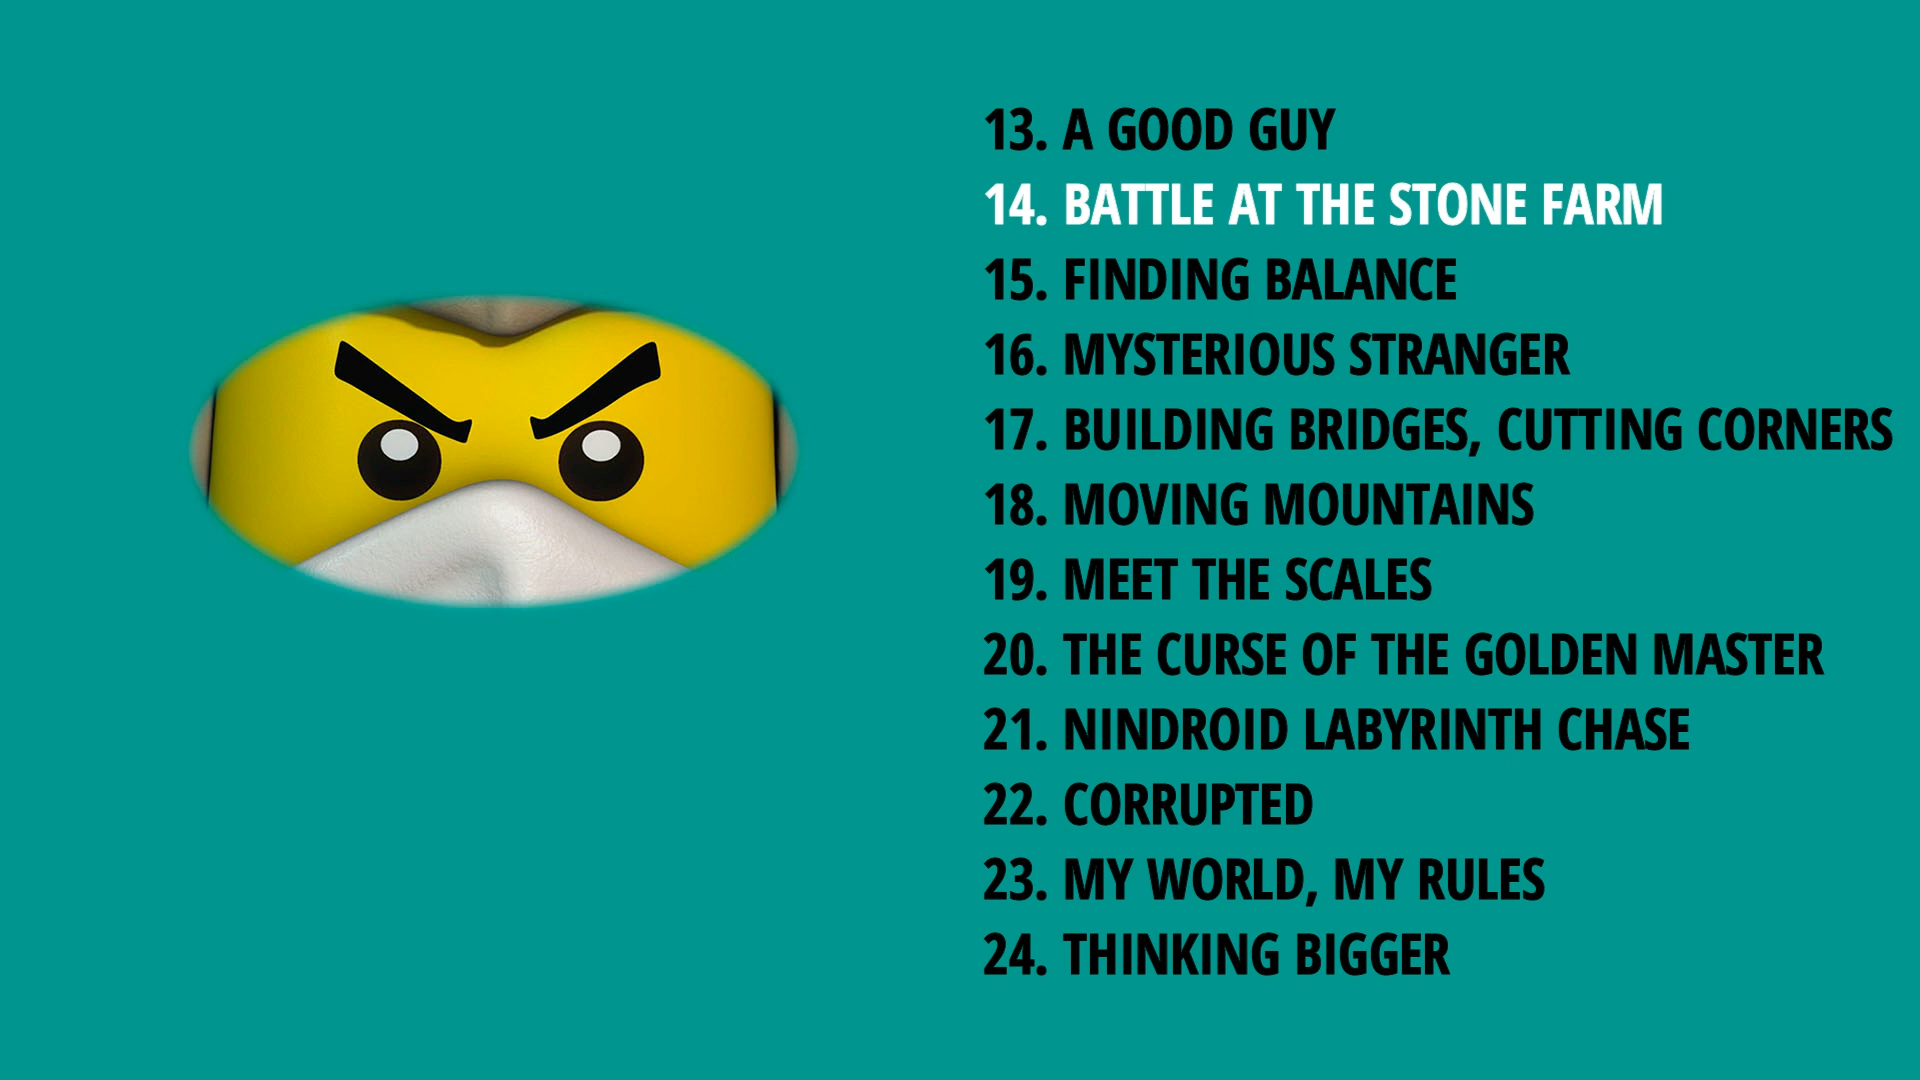 13. A GOOD GUY
14. BATTLE AT THE STONE FARM
15. FINDING BALANCE
16. MYSTERIOUS STRANGER
17. BUILDING BRIDGES, CUTTING CORNERS
18. MOVING MOUNTAINS
19. MEET THE SCALES
20. THE CURSE OF THE GOLDEN MASTER
21. NINDROID LABYRINTH CHASE
22. CORRUPTED
23. MY WORLD, MY RULES
24. THINKING BIGGER